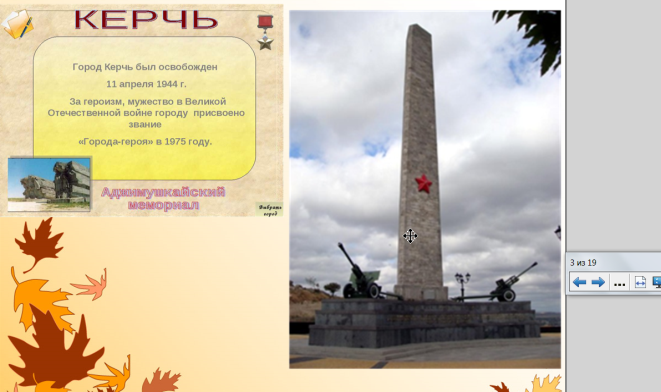 КЕРЧЬ
Город Керчь был освобожден
11 апреля 1944 г.
За героизм, мужество в Великой
Отечественной войне городу присвоено
звание
«Города-героя» в 1975 году.
Аджимушкайский
мемориал
Выбрать
город
3 из 19